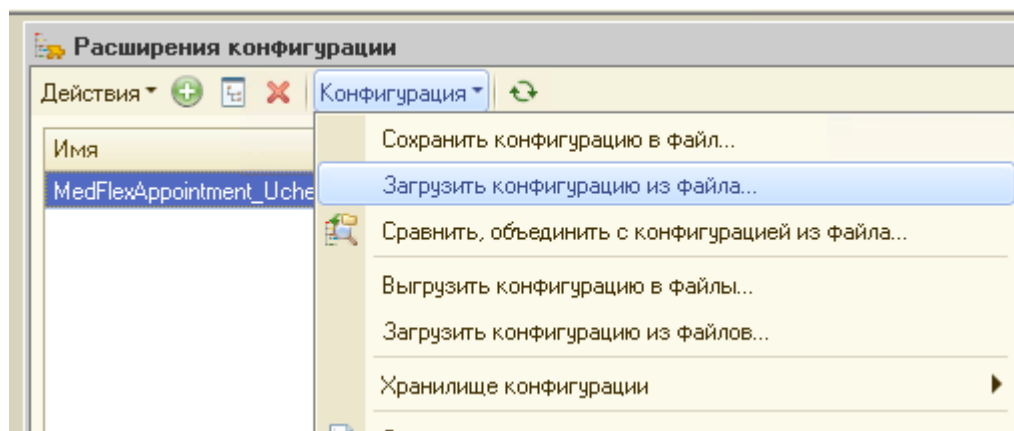 Расширения конфигурации
Действия Конфигурация
Имя
MedFlexAppointment_Uche
Сохранить конфигурацию в файл...
Загрузить конфигурацию из файла...
Сравнить, объединить с конфигурацией из файла...
Выгрузить конфигурацию в файлы...
Загрузить конфигурацию из файлов...
Хранилище конфигурации